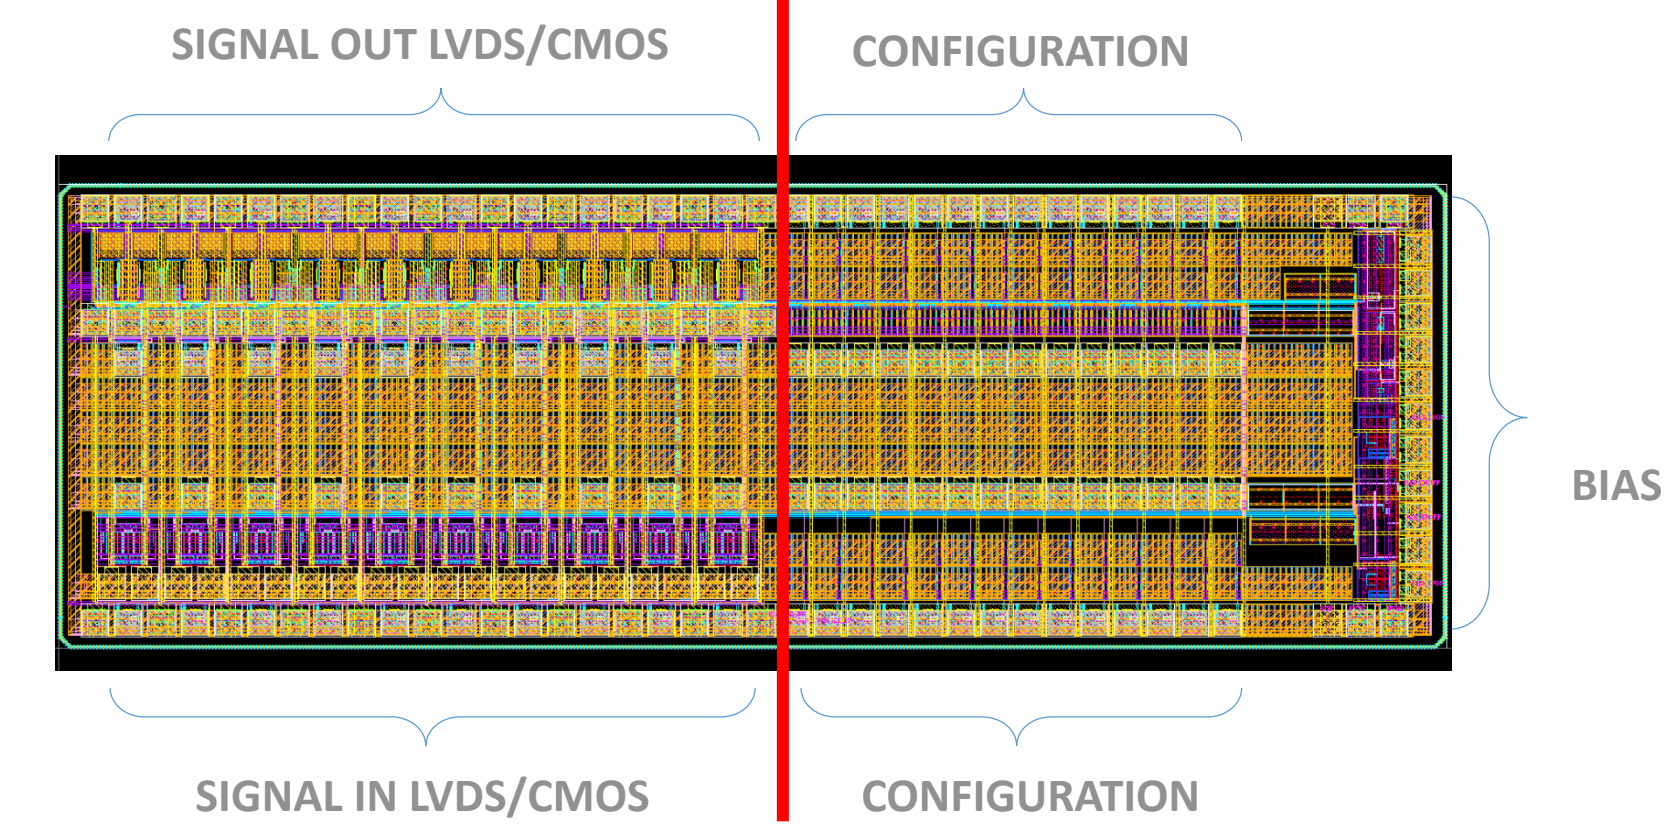 SIGNAL OUT LVDS/CMOS
CONFIGURATION
BIAS
SIGNAL IN LVDS/CMOS
CONFIGURATION